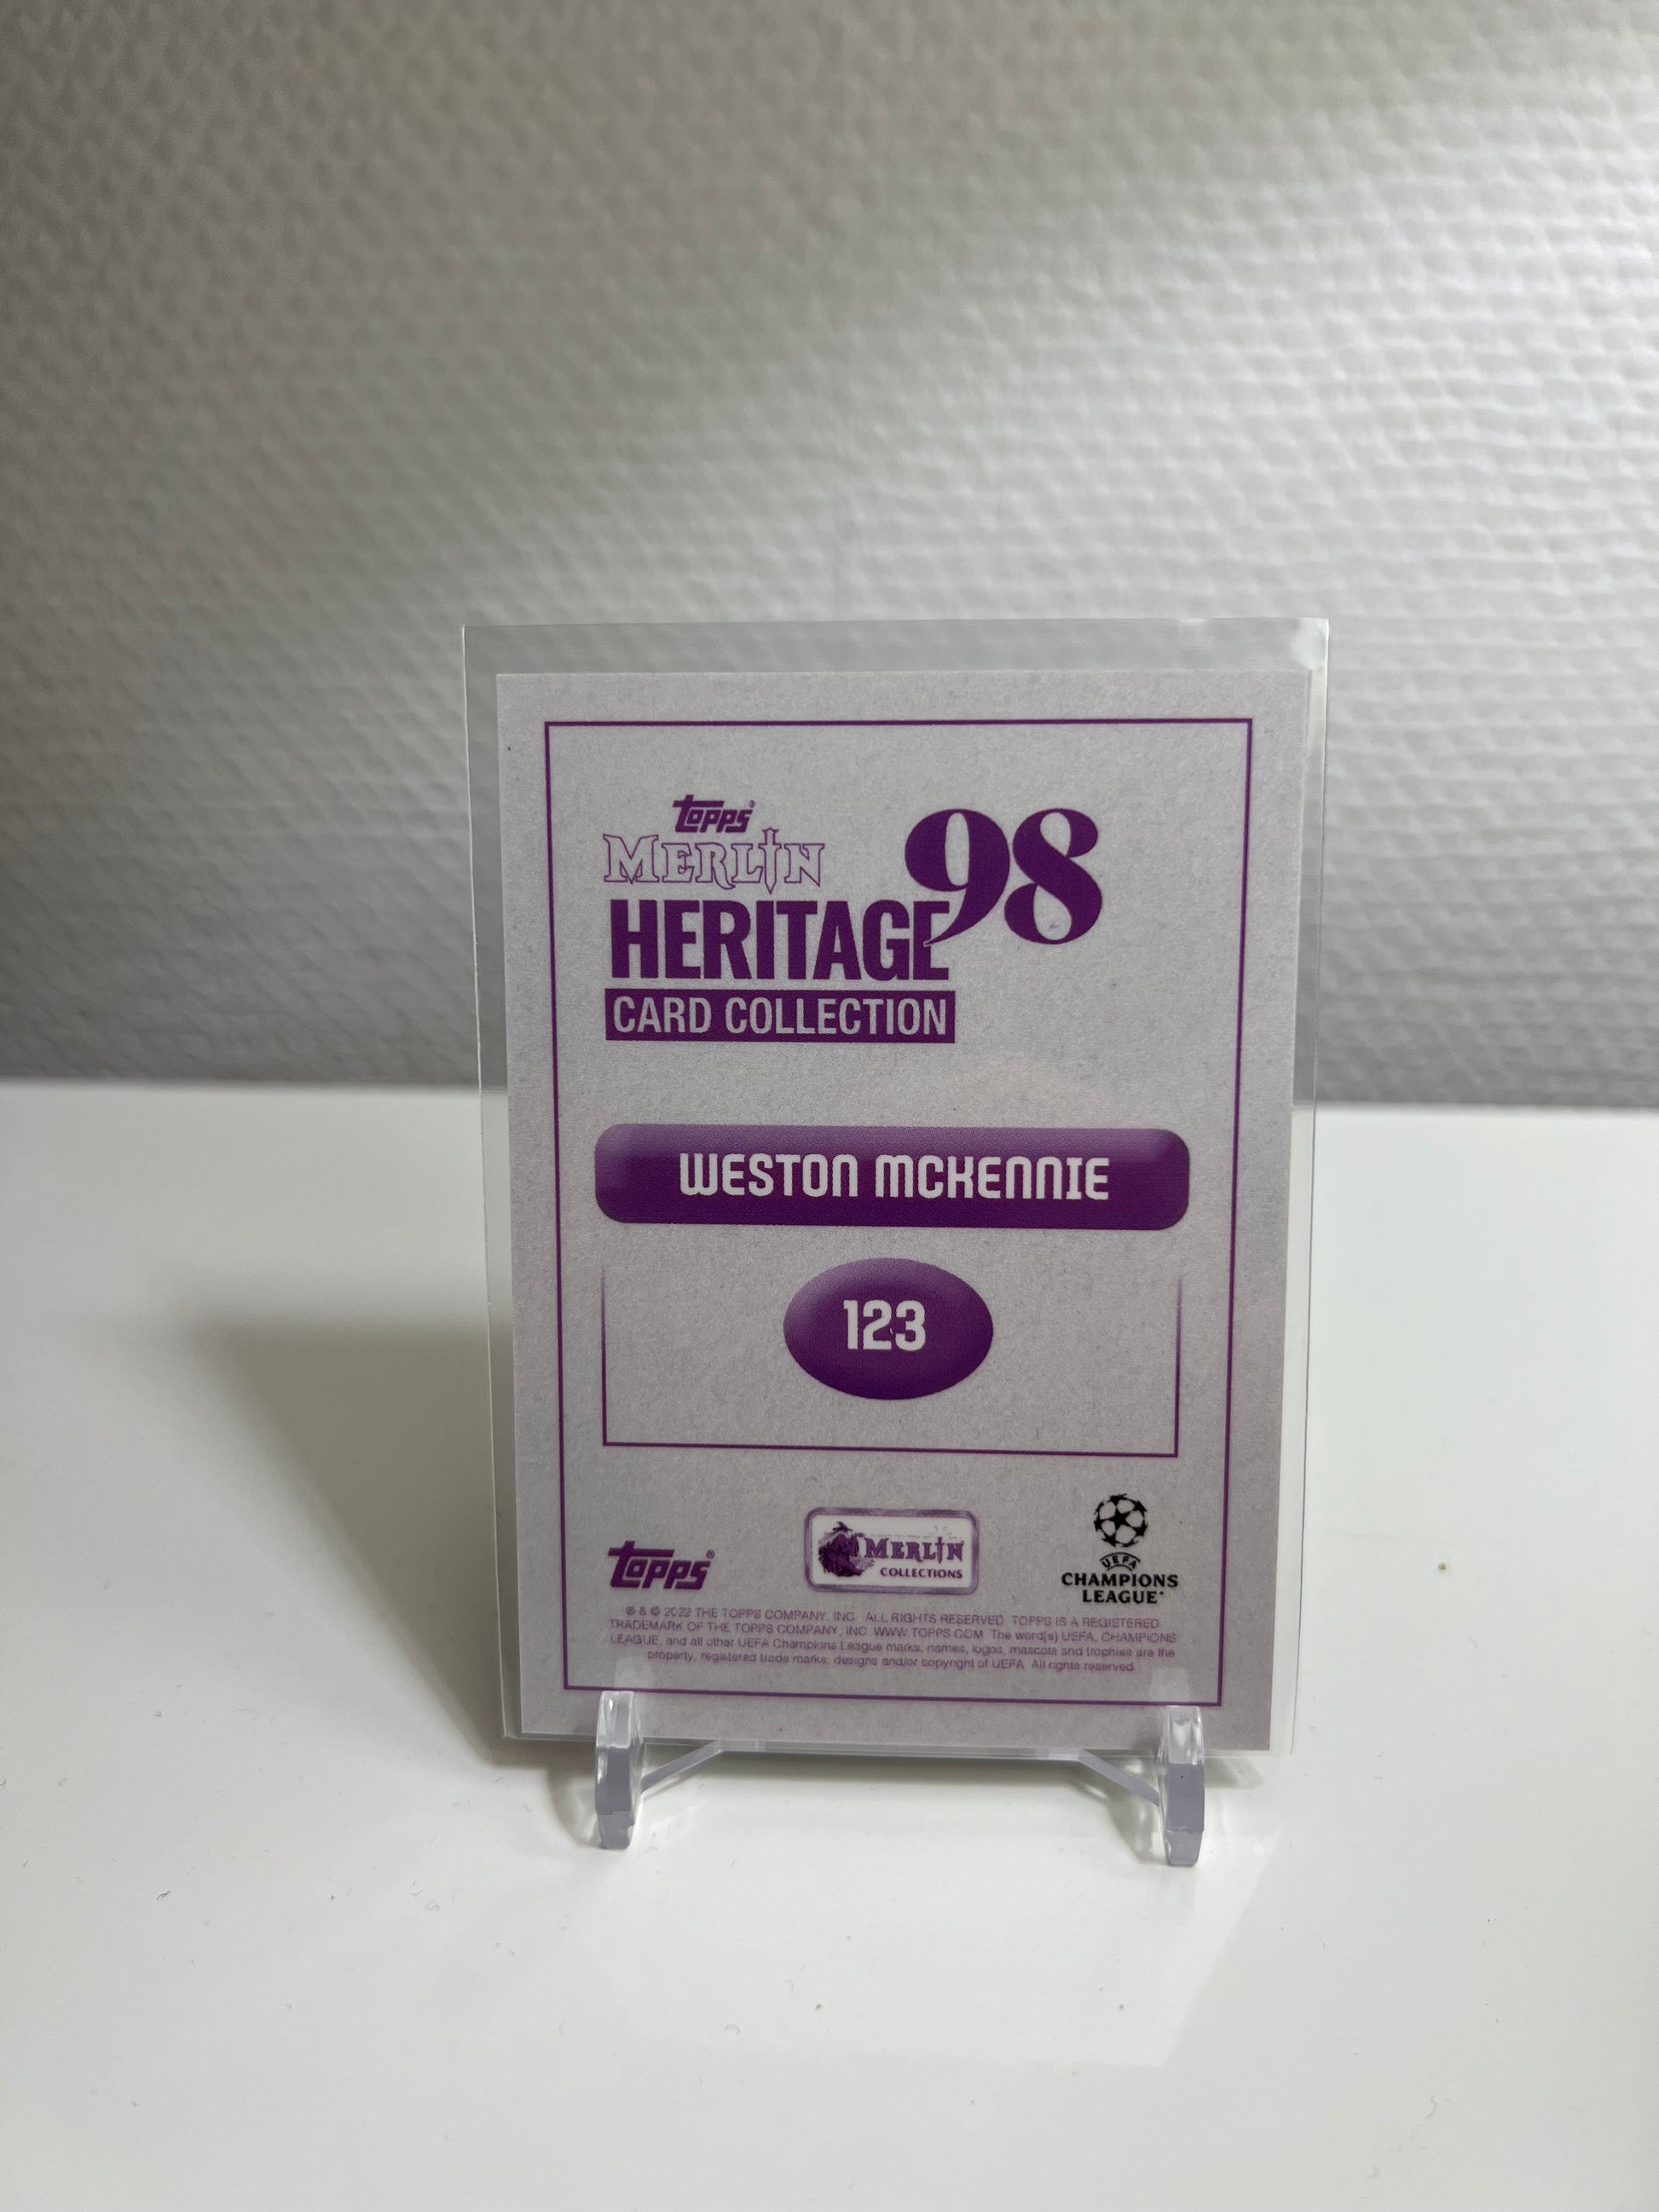 topps
MERLIN
HERITAGE 98
CARD COLLECTION
WESTON MCKENNIE
123
topps®
MERLIN
COLLECTIONS
UEFA
CHAMPIONS
LEAGUE
® & © 2022 THE TOPPS COMPANY, INC. ALL RIGHTS RESERVED. TOPPS IS A REGISTERED
TRADEMARK OF THE TOPPS COMPANY, INC. WWW.TOPPS.COM. The word(s) UEFA, CHAMPIONS
LEAGUE, and all other UEFA Champions League marks, names, logos, mascots and trophies are the
property, registered trade marks, designs and/or copyright of UEFA. All rights reserved.